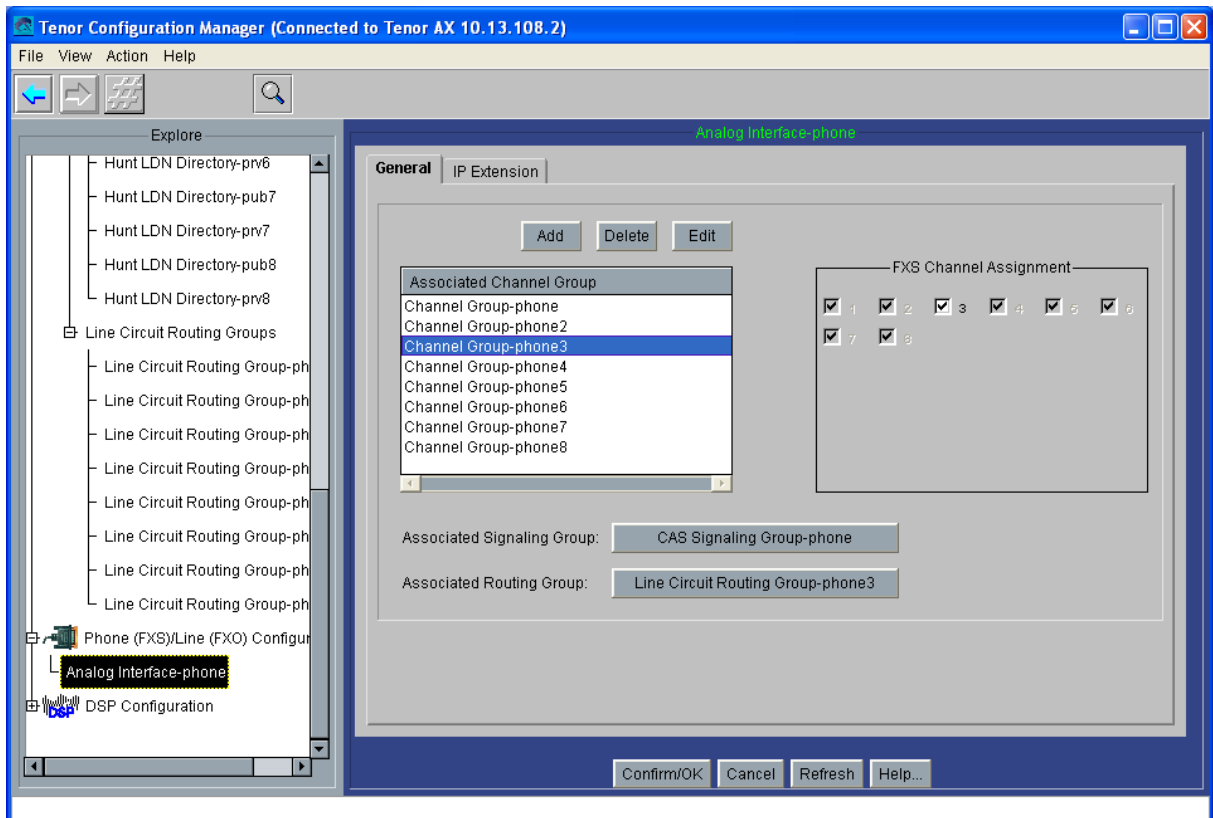 Tenor Configuration Manager (Connected to Tenor AX 10.13.108.2)
File View Action Help
Explore
Hunt LDN Directory-prv6
Hunt LDN Directory-pub7
Hunt LDN Directory-prv7
Hunt LDN Directory-pub8
Hunt LDN Directory-prv8
Line Circuit Routing Groups
Line Circuit Routing Group-ph
Line Circuit Routing Group-ph
Line Circuit Routing Group-ph
Line Circuit Routing Group-ph
Line Circuit Routing Group-ph
Line Circuit Routing Group-ph
Line Circuit Routing Group-ph
Line Circuit Routing Group-ph
Phone (FXS)/Line (FXO) Configur
Analog Interface-phone
DSP
DSP Configuration
Analog Interface-phone
General IP Extension
Add Delete Edit
Associated Channel Group
Channel Group-phone
Channel Group-phone2
Channel Group-phone3
Channel Group-phone4
Channel Group-phone5
Channel Group-phone6
Channel Group-phone7
Channel Group-phone8
FXS Channel Assignment
1 2 3 4 5 6
7 8
Associated Signaling Group: CAS Signaling Group-phone
Associated Routing Group: Line Circuit Routing Group-phone3
Confirm/OK Cancel Refresh Help...